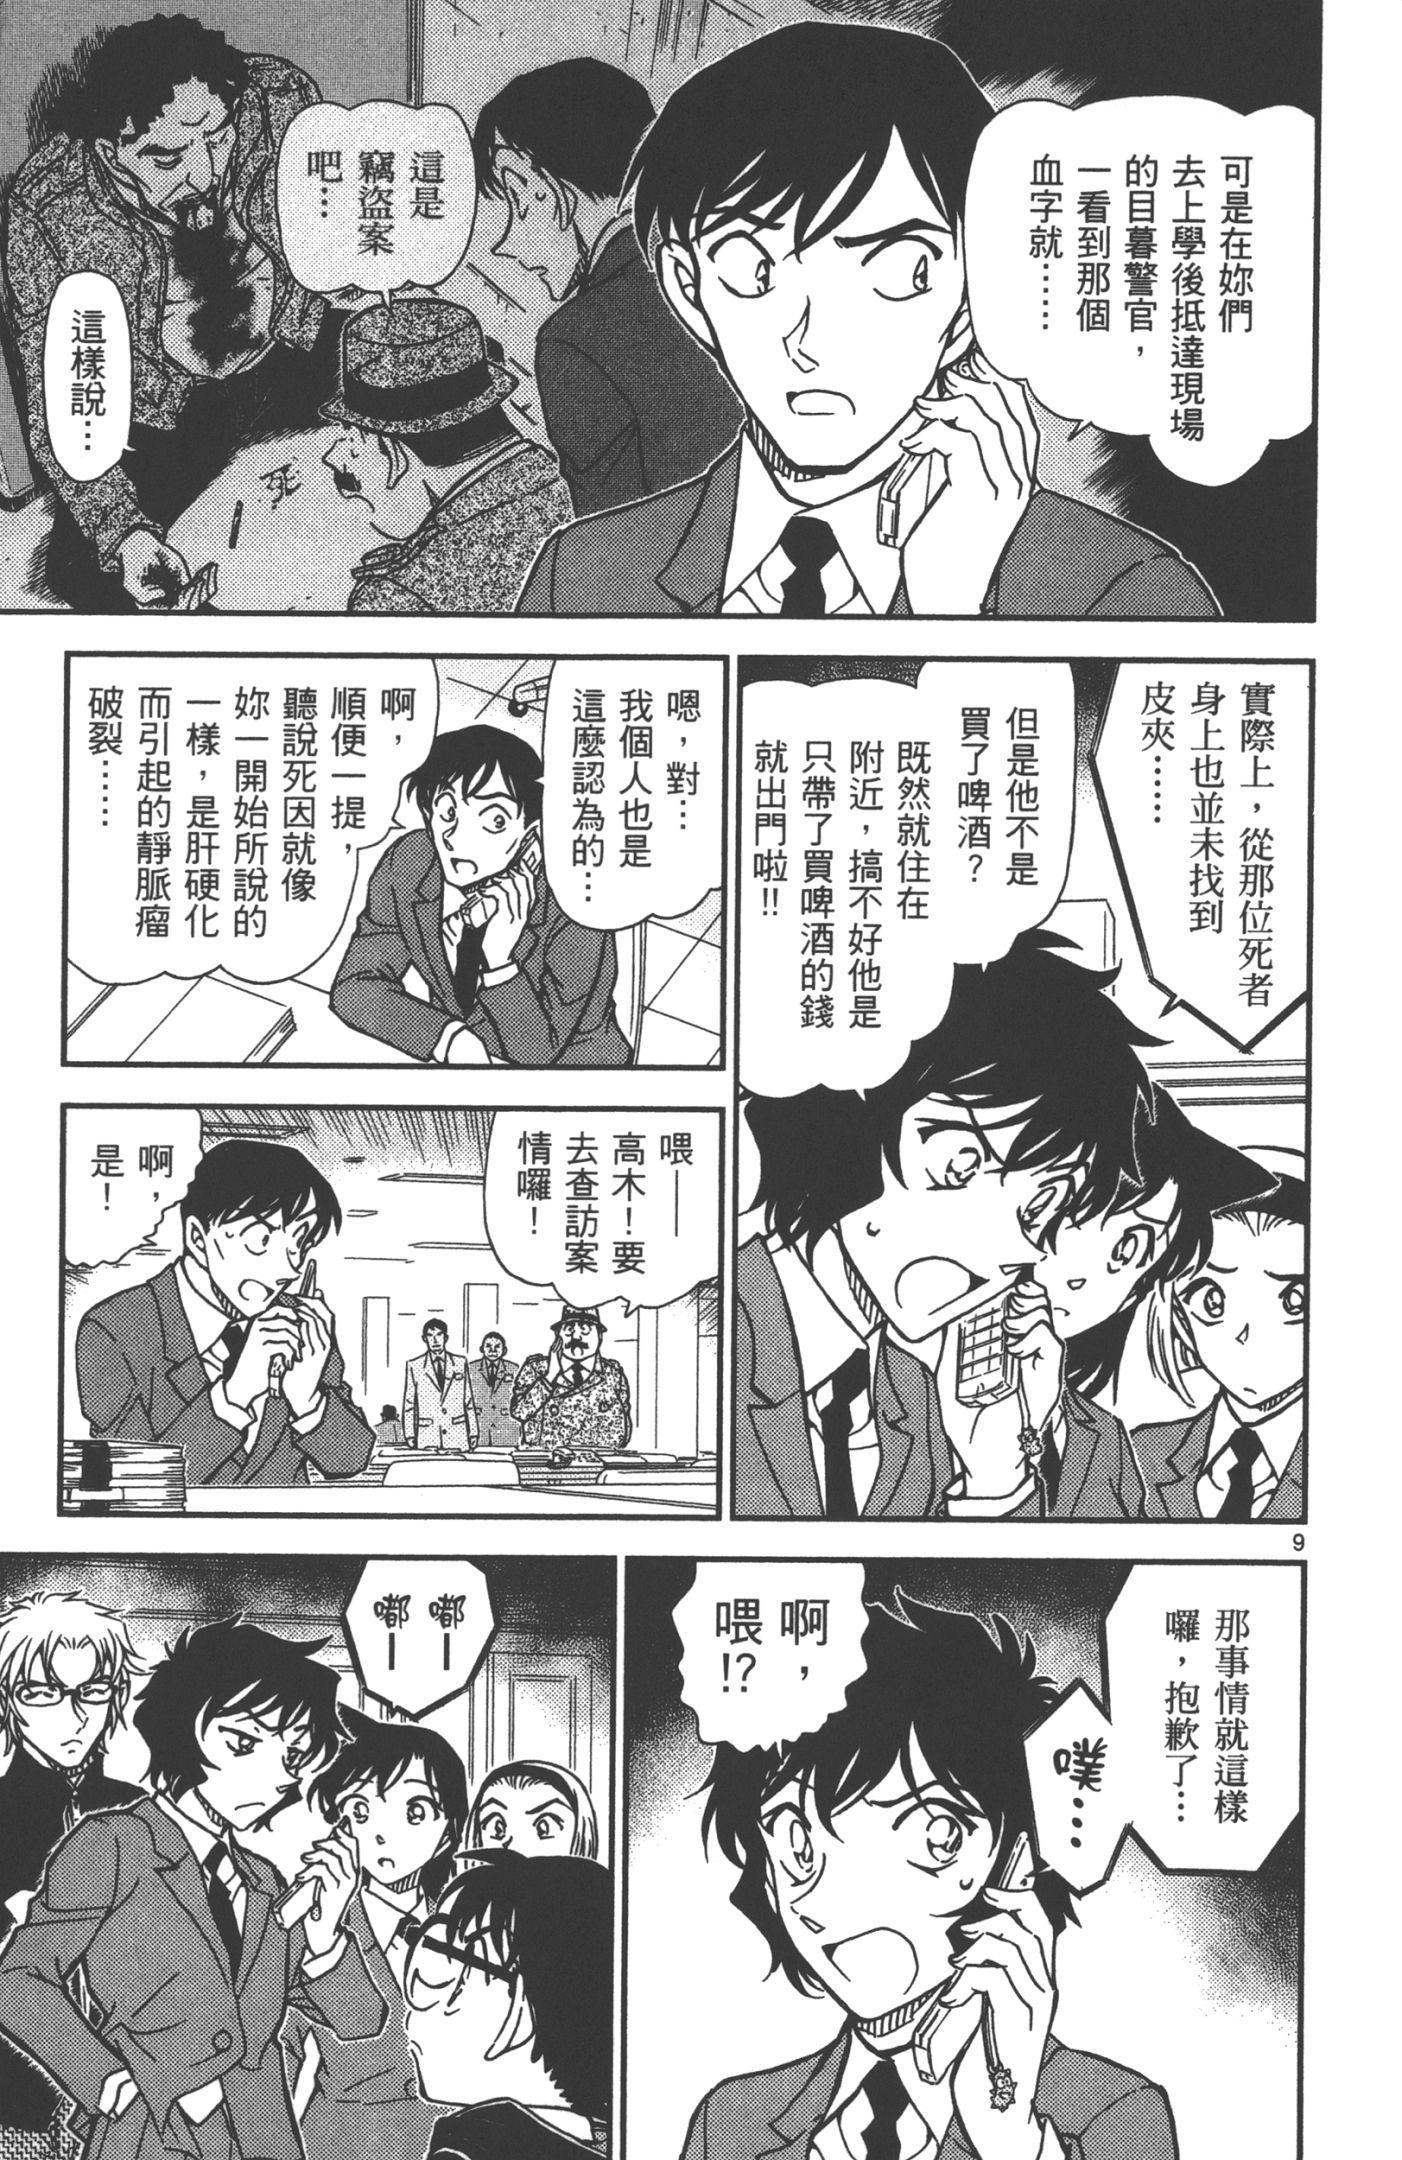 可是在妳們
去上學後抵達現場
的目暮警官，
一看到那個
血字就……
這是
竊盜案
吧…
這樣說…
死
實際上，從那位死者
身上也並未找到
皮夾……
但是他不是
買了啤酒？
既然就住在
附近，搞不好他是
只帶了買啤酒的錢
就出門啦!!
嗯，對…
我個人也是
這麼認為的…
啊，
順便一提，
聽說死因就像
妳一開始所說的
一樣，是肝硬化
而引起的靜脈瘤
破裂……
喂——
高木！要
去查訪案
情囉！
啊，
是！
9
那事情就這樣
囉，抱歉了…
噗…
啊，
喂!?
嘟—
嘟—